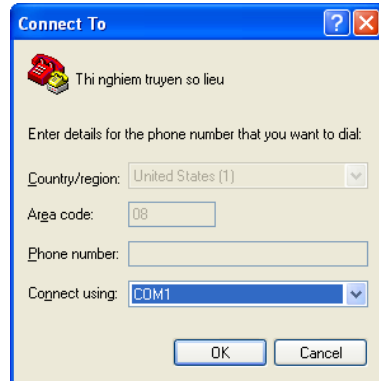 Connect To
Thi nghiem truyen so lieu
Enter details for the phone number that you want to dial:
Country/region: United States (1)
Area code: 08
Phone number:
Connect using: COM1
OK Cancel